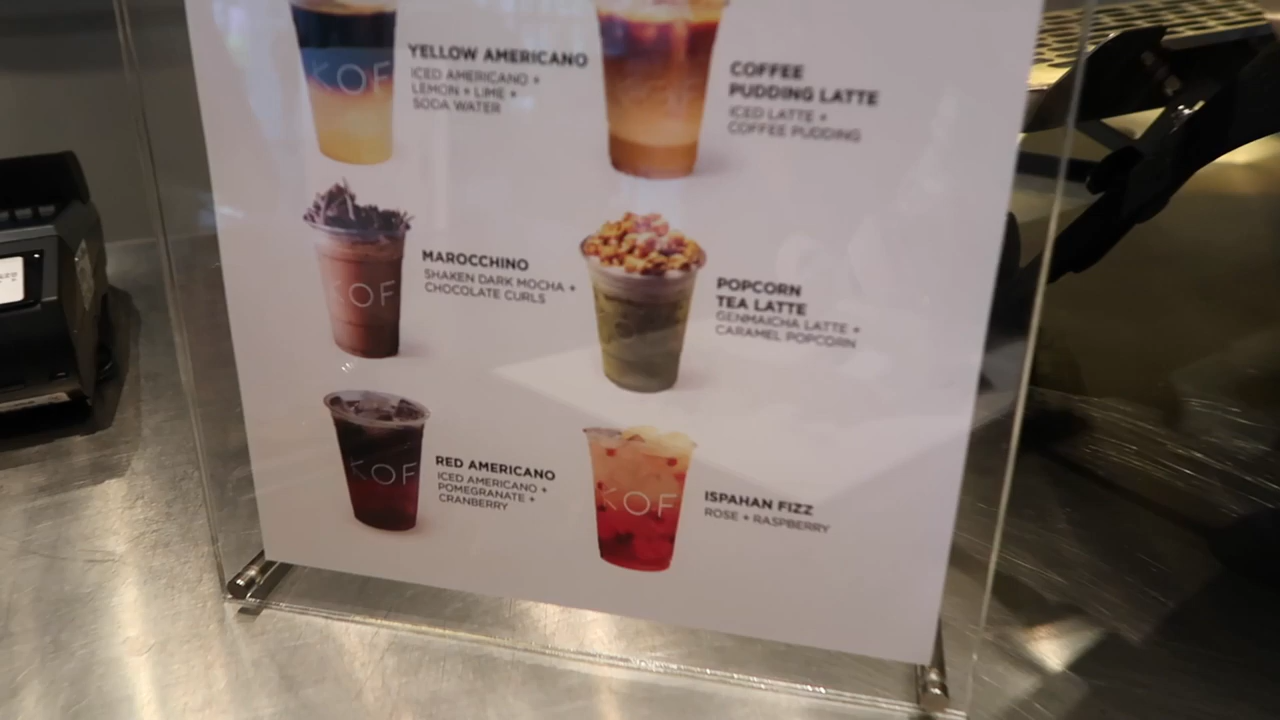 KOF
YELLOW AMERICANO
ICED AMERICANO +
LEMON + LIME +
SODA WATER
COFFEE
PUDDING LATTE
ICED LATTE +
COFFEE PUDDING
KOF
MAROCCHINO
SHAKEN DARK MOCHA +
CHOCOLATE CURLS
POPCORN
TEA LATTE
GENMAICHA LATTE +
CARAMEL POPCORN
KOF
RED AMERICANO
ICED AMERICANO +
POMEGRANATE +
CRANBERRY
KOF
ISPAHAN FIZZ
ROSE + RASPBERRY